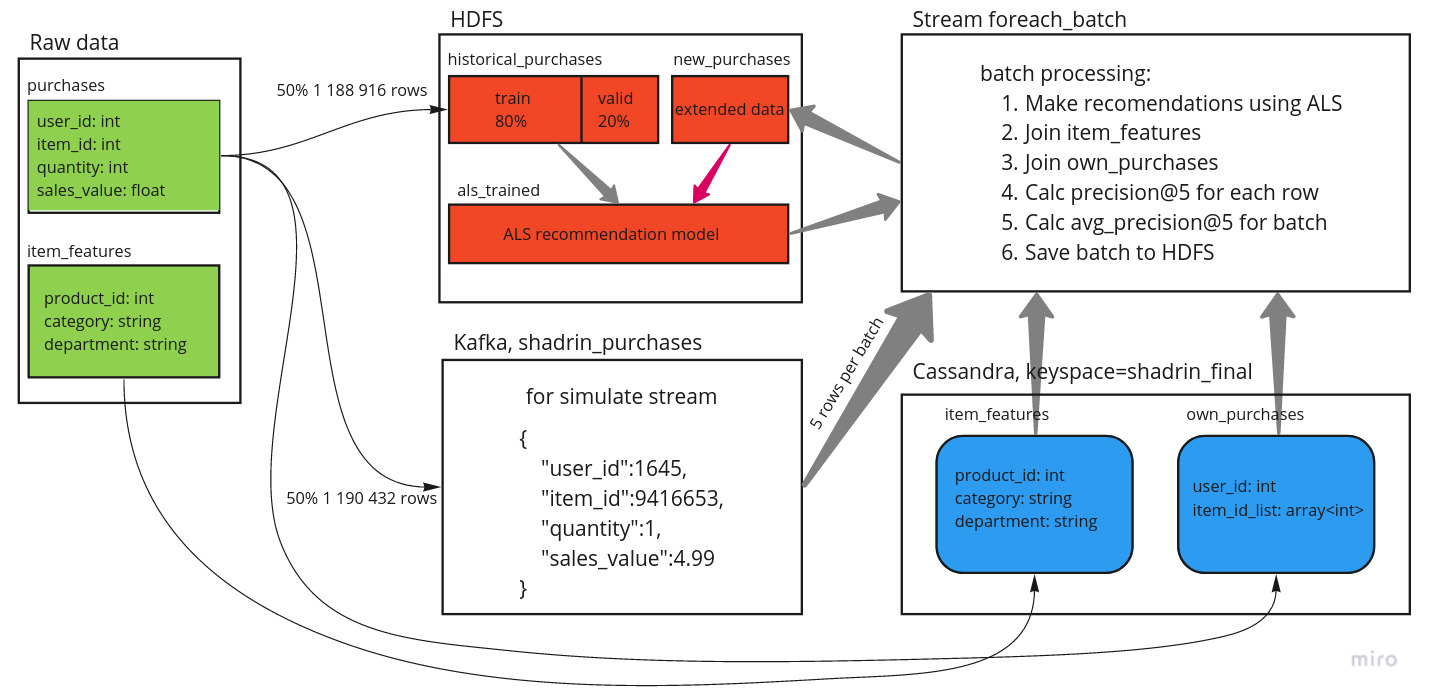 Raw data
purchases
user_id: int
item_id: int
quantity: int
sales_value: float
item_features
product_id: int
category: string
department: string
50% 1 188 916 rows
50% 1 190 432 rows
HDFS
historical_purchases
new_purchases
train
80%
valid
20%
extended data
als_trained
ALS recommendation model
Kafka, shadrin_purchases
for simulate stream
{
"user_id":1645,
"item_id":9416653,
"quantity":1,
"sales_value":4.99
}
5 rows per batch
Stream foreach_batch
batch processing:
1. Make recomendations using ALS
2. Join item_features
3. Join own_purchases
4. Calc precision@5 for each row
5. Calc avg_precision@5 for batch
6. Save batch to HDFS
Cassandra, keyspace=shadrin_final
item_features
product_id: int
category: string
department: string
own_purchases
user_id: int
item_id_list: array<int>
miro